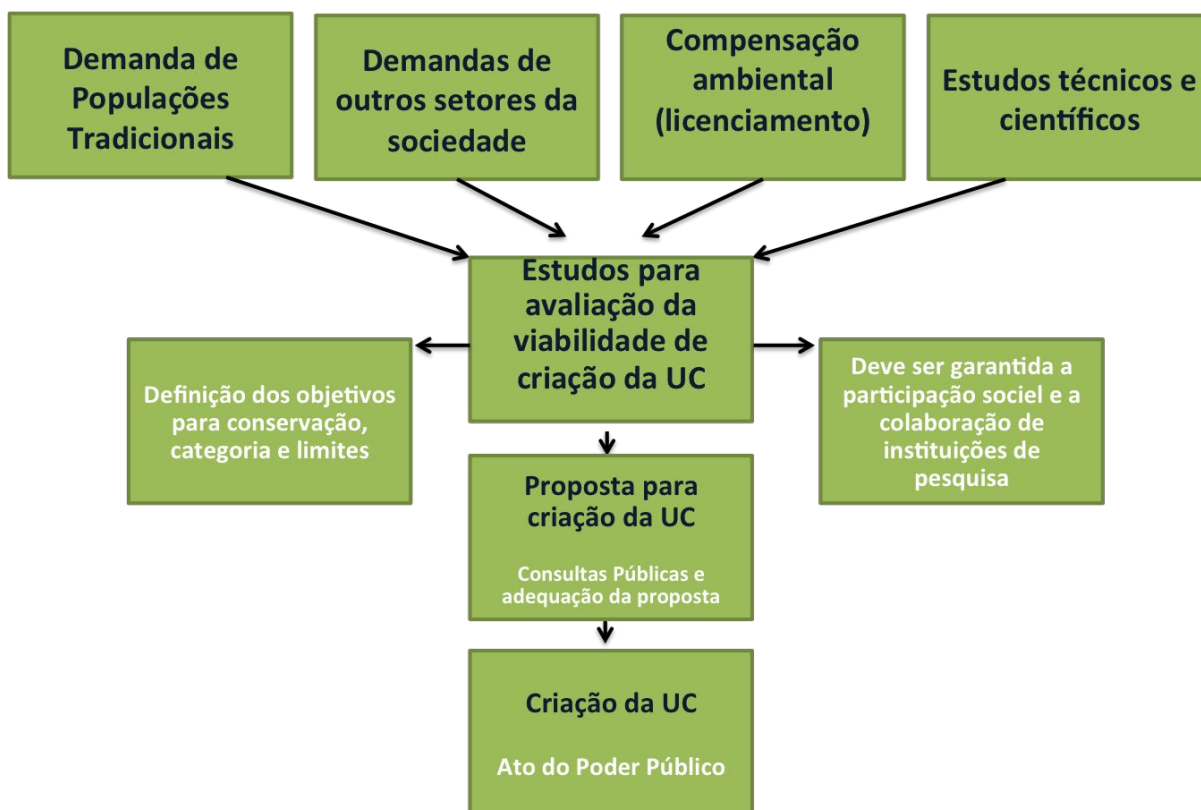 Demanda de
Populações
Tradicionais
Demandas de
outros setores da
sociedade
Compensação
ambiental
(licenciamento)
Estudos técnicos e
científicos
Estudos para
avaliação da
viabilidade de
criação da UC
Definição dos objetivos
para conservação,
categoria e limites
Deve ser garantida a
participação sociel e a
colaboração de
instituições de
pesquisa
Proposta para
criação da UC
Consultas Públicas e
adequação da proposta
Criação da UC
Ato do Poder Público